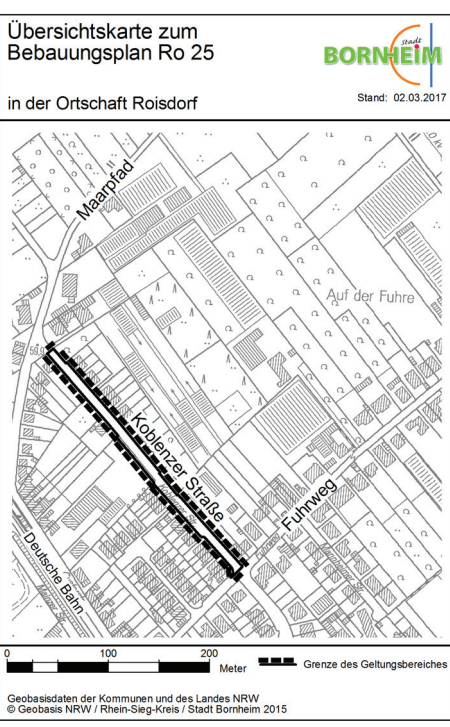 Übersichtskarte zum
Bebauungsplan Ro 25
in der Ortschaft Roisdorf
Stadt
BORNHEIM
Stand: 02.03.2017
Maarpfad
Auf der Fuhre
Koblenzer Straße
Fuhrweg
Deutsche Bahn
0 100 200
Meter
Grenze des Geltungsbereiches
Geobasisdaten der Kommunen und des Landes NRW
© Geobasis NRW / Rhein-Sieg-Kreis / Stadt Bornheim 2015